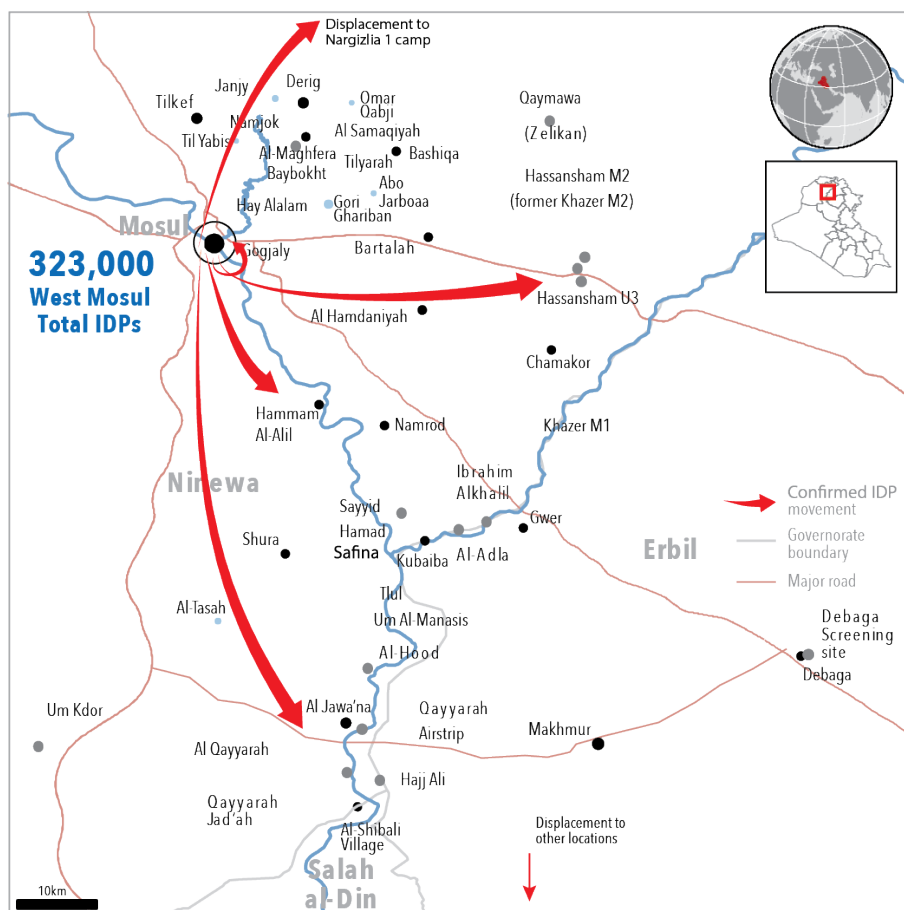 Displacement to
Nargizlia 1 camp
Janjy
Derig
Tilkef
Omar
Qabji
Qaymawa
(Zelikan)
Namjok
Til Yabis
Al Samaqiyah
Al-Maghfera
Baybokht
Tilyarah
Bashiqa
Hassansham M2
(former Khazer M2)
Abo
Jarboaa
Hay Alalam
Gori
Ghariban
Mosul
Gogjaly
Bartalah
323,000
West Mosul
Total IDPs
Hassansham U3
Al Hamdaniyah
Chamakor
Hammam
Al-Alil
Namrod
Khazer M1
Ibrahim
Alkhalil
Ninewa
Sayyid
Hamad
Safina
Shura
Kubaiba
Al-Adla
Gwer
Erbil
Confirmed IDP
movement
Governorate
boundary
Major road
Tlul
Um Al-Manasis
Al-Tasah
Al-Hood
Debaga
Screening
site
Debaga
Um Kdor
Al Jawa'na
Qayyarah
Airstrip
Makhmur
Al Qayyarah
Hajj Ali
Qayyarah
Jad'ah
Al-Shibali
Village
Displacement to
other locations
Salah
al-Din
10km